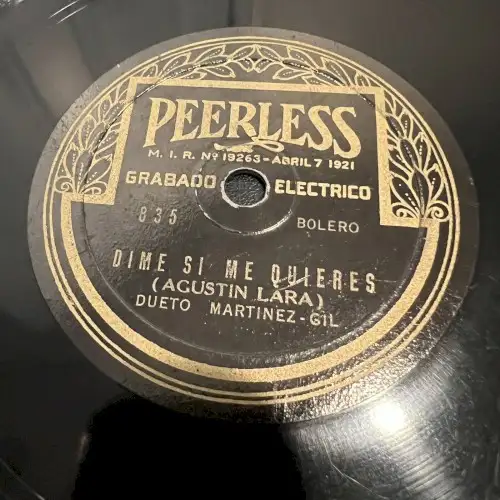 PEERLESS
M. I. R. Nº 19263-ABRIL 7 1921
GRABADO ELECTRICO
835 BOLERO
DIME SI ME QUIERES
(AGUSTIN LARA)
DUETO MARTINEZ-GIL